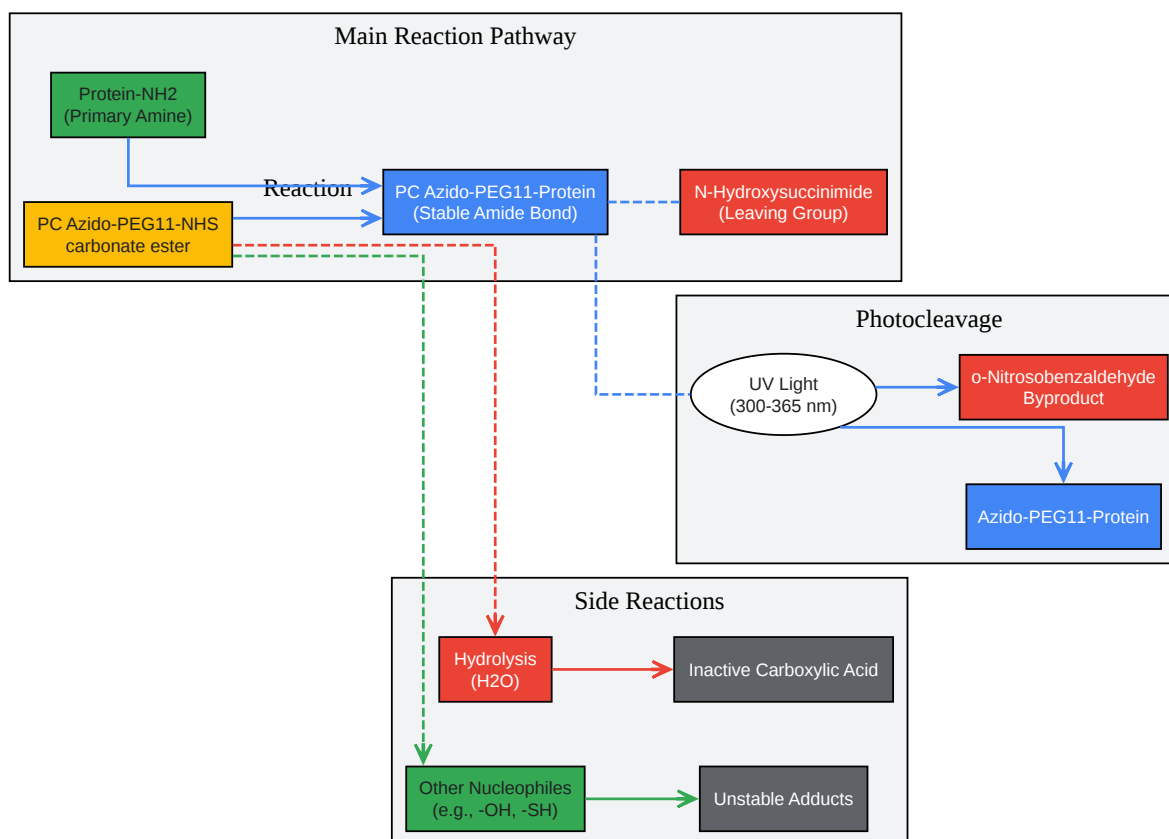 Main Reaction Pathway
Protein-NH2
(Primary Amine)
Reaction
PC Azido-PEG11-NHS
carbonate ester
PC Azido-PEG11-Protein
(Stable Amide Bond)
N-Hydroxysuccinimide
(Leaving Group)
Photocleavage
UV Light
(300-365 nm)
o-Nitrosobenzaldehyde
Byproduct
Azido-PEG11-Protein
Side Reactions
Hydrolysis
(H2O)
Inactive Carboxylic Acid
Other Nucleophiles
(e.g., -OH, -SH)
Unstable Adducts